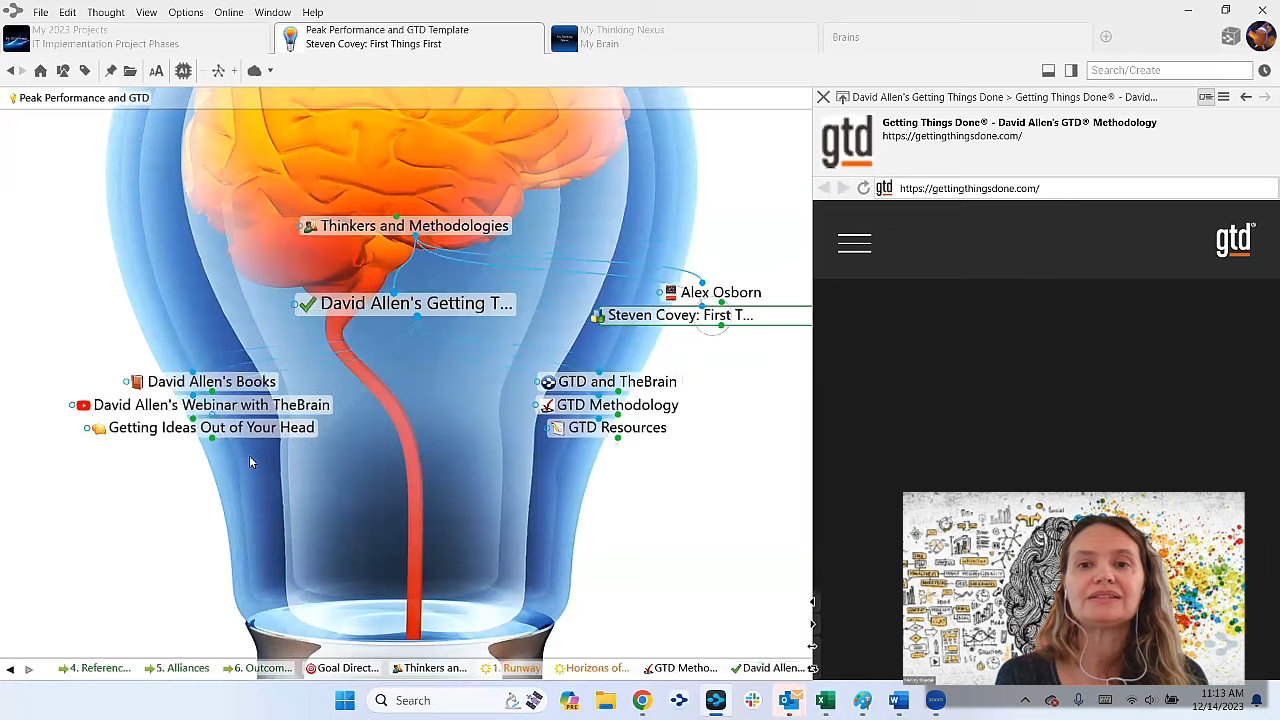 File Edit Thought View Options Online Window Help
My 2023 Projects
IT Implementation Project Phases
Peak Performance and GTD Template
Steven Covey: First Things First
My Thinking Nexus
My Brain
Brains
Search/Create
Peak Performance and GTD
David Allen's Getting Things Done > Getting Things Done® - David...
gtd
Getting Things Done® - David Allen's GTD® Methodology
https://gettingthingsdone.com/
gtd https://gettingthingsdone.com/
gtd
Thinkers and Methodologies
David Allen's Getting T...
Alex Osborn
Steven Covey: First T...
David Allen's Books
David Allen's Webinar with TheBrain
Getting Ideas Out of Your Head
GTD and TheBrain
GTD Methodology
GTD Resources
4. Referenc... 5. Alliances 6. Outcom... Goal Direct... Thinkers an... 1. Runway Horizons of... GTD Metho... David Allen...
Search
11:13 AM
12/14/2023